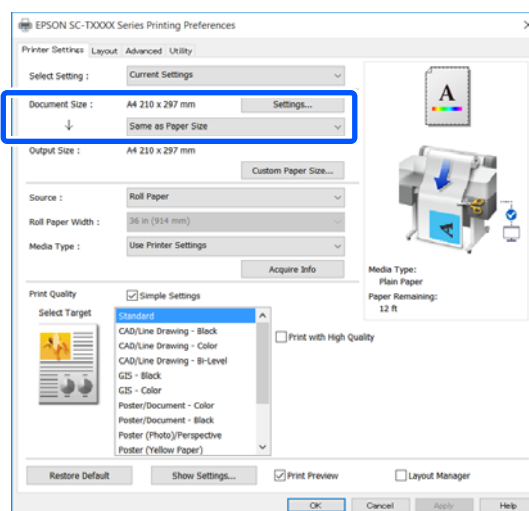 EPSON SC-TXXXX Series Printing Preferences
Printer Settings Layout Advanced Utility
Select Setting : Current Settings
Document Size : A4 210 x 297 mm Settings...
↓ Same as Paper Size
Output Size : A4 210 x 297 mm
Custom Paper Size...
Source : Roll Paper
Roll Paper Width : 36 in (914 mm)
Media Type : Use Printer Settings
Acquire Info
A
Media Type:
Plain Paper
Paper Remaining:
12 ft
Print Quality Simple Settings
Select Target
Standard
CAD/Line Drawing - Black
CAD/Line Drawing - Color
CAD/Line Drawing - Bi-Level
GIS - Black
GIS - Color
Poster/Document - Color
Poster/Document - Black
Poster (Photo)/Perspective
Poster (Yellow Paper)
Print with High Quality
Restore Default Show Settings... Print Preview Layout Manager
OK Cancel Apply Help